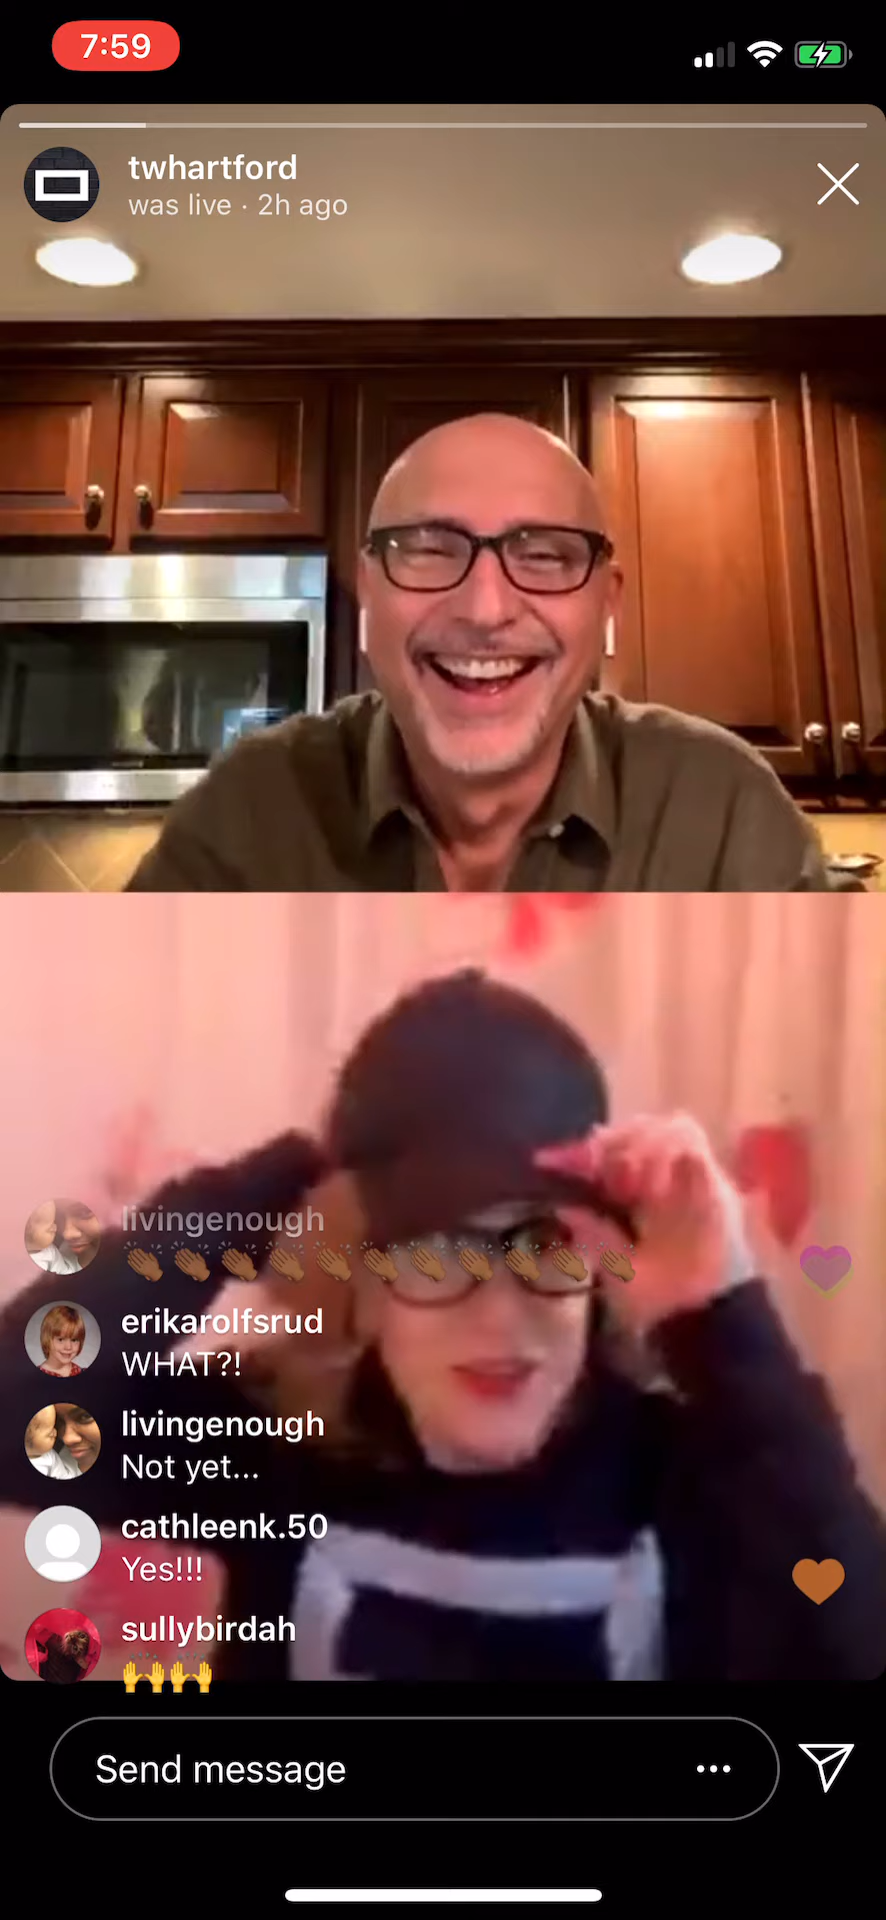 7:59
twhartford
was live · 2h ago
livingenough
👏🏾👏🏾👏🏾👏🏾👏🏾👏🏾👏🏾👏🏾👏🏾👏🏾👏🏾
erikarolfsrud
WHAT?!
livingenough
Not yet...
cathleenk.50
Yes!!!
sullybirdah
🙌🙌
Send message